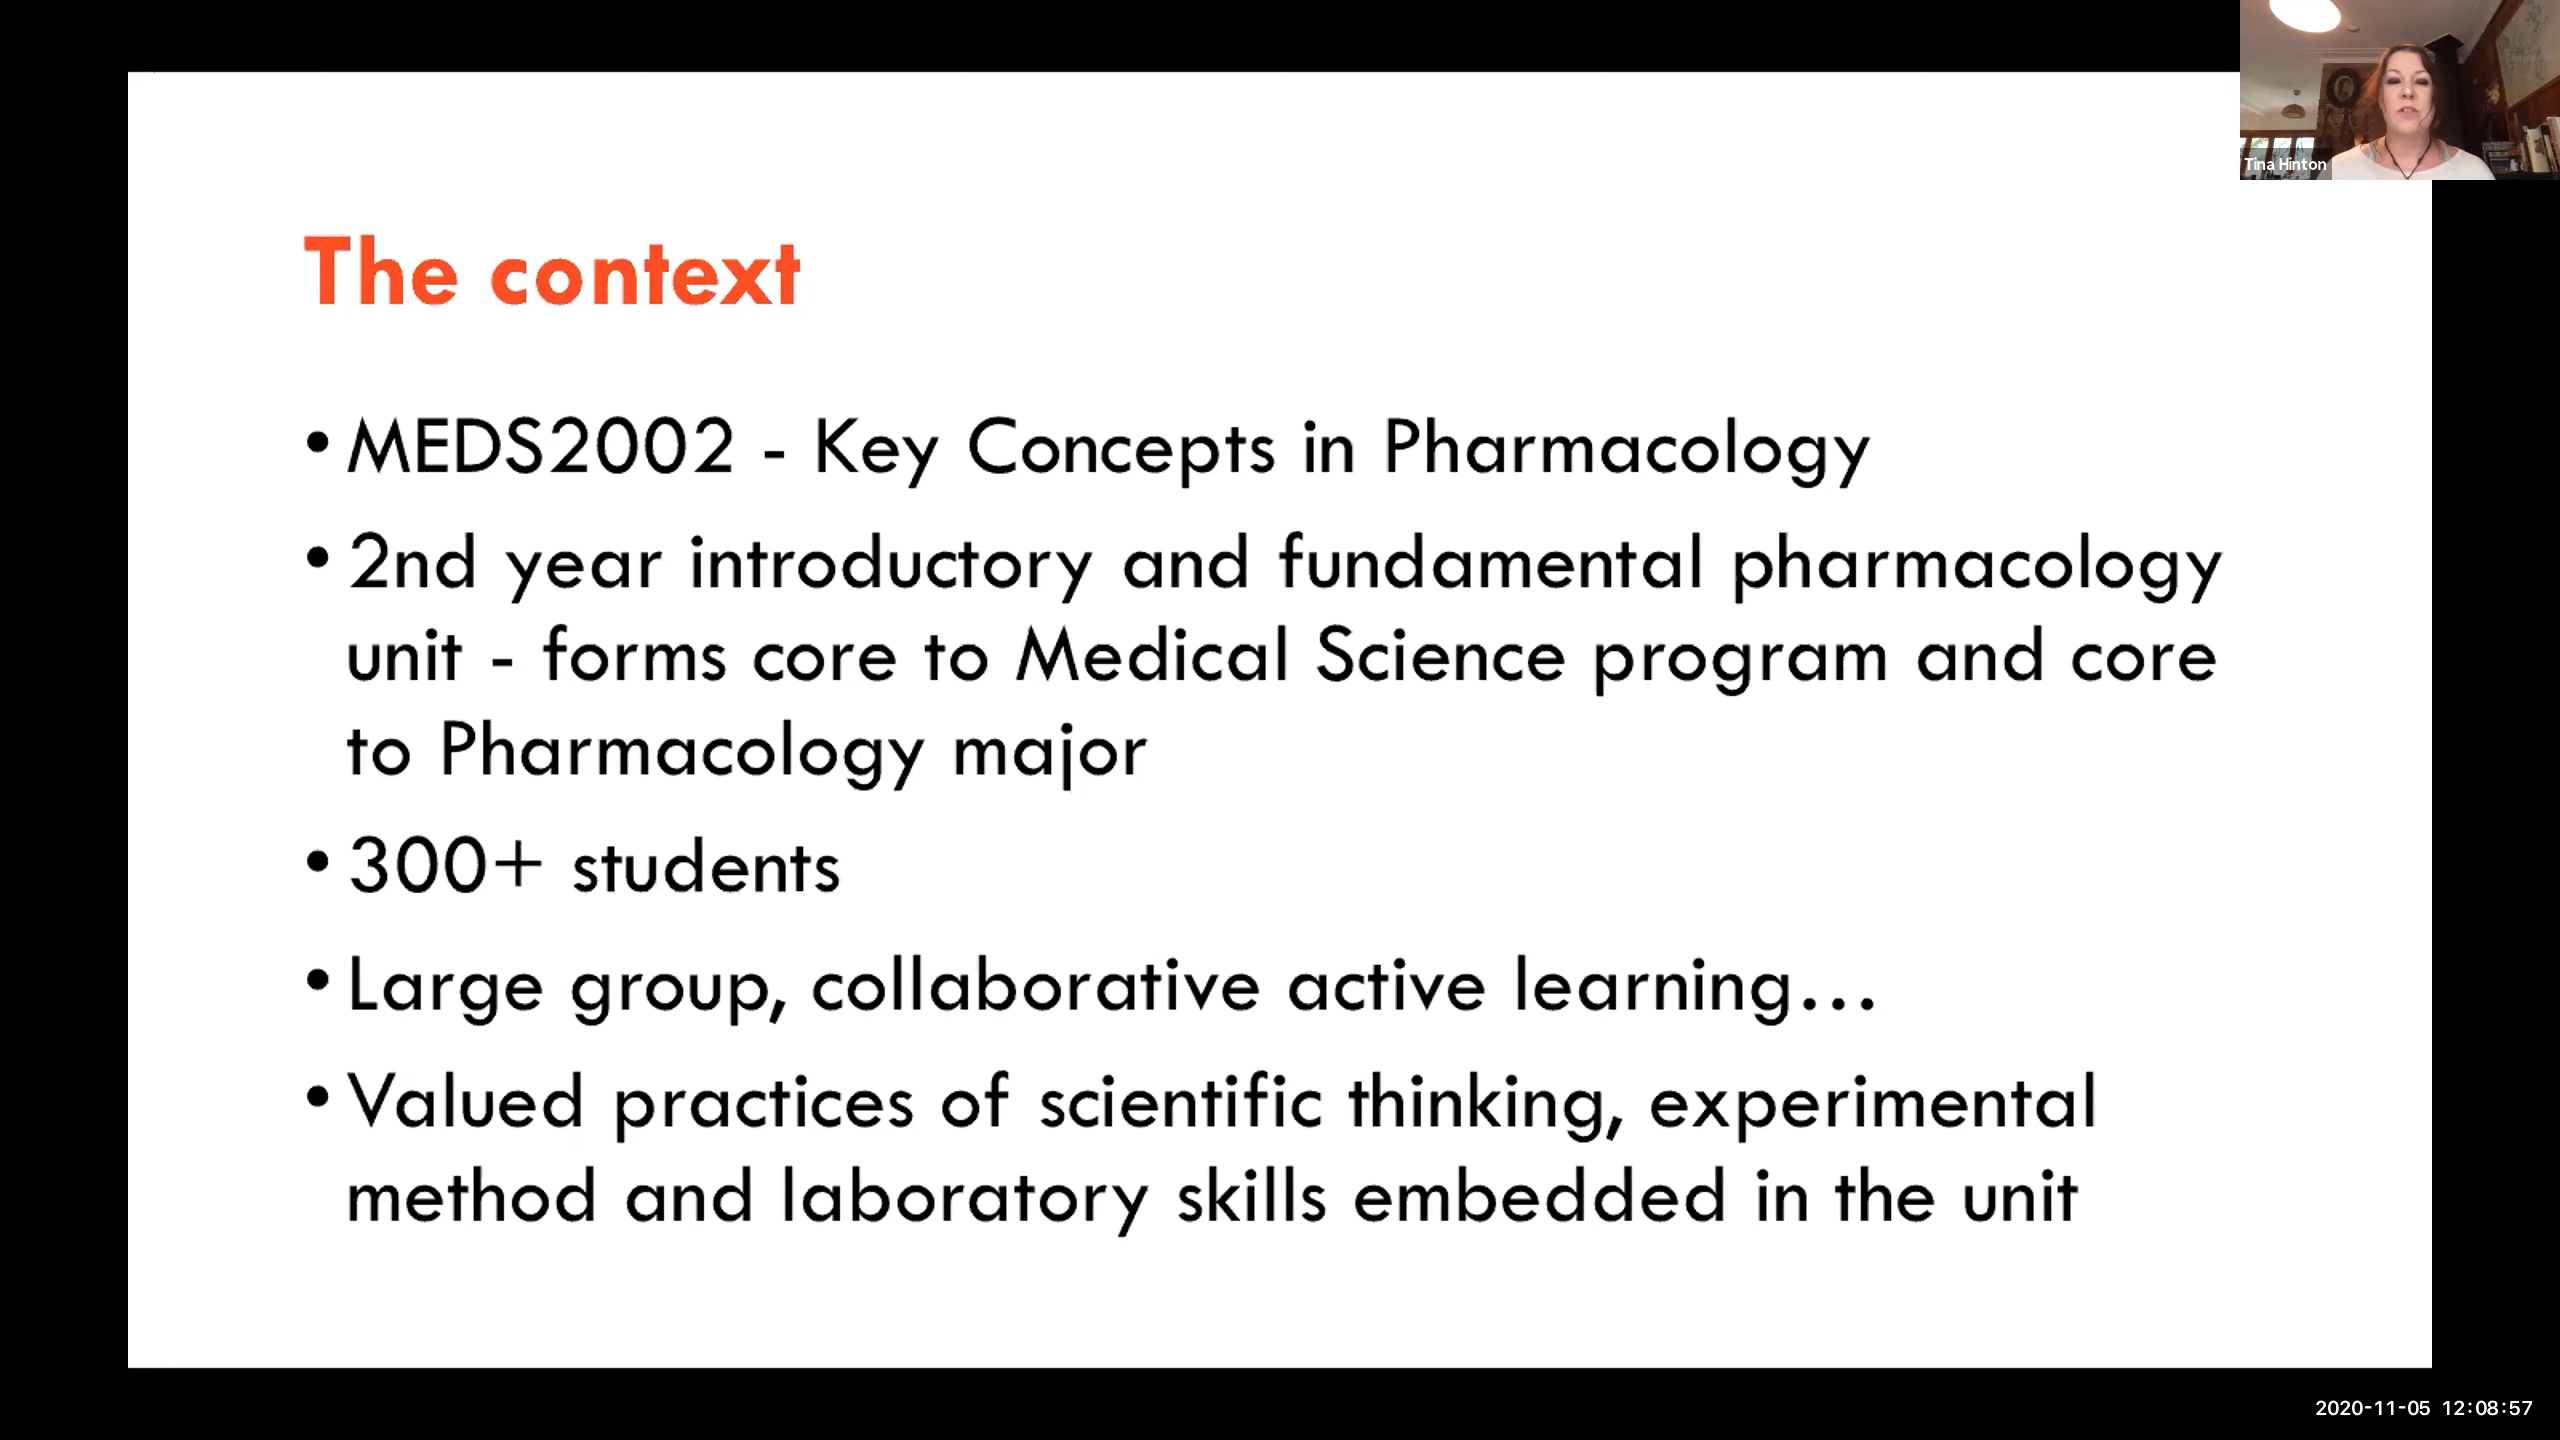 Tina Hinton
The context
• MEDS2002 - Key Concepts in Pharmacology
• 2nd year introductory and fundamental pharmacology
unit - forms core to Medical Science program and core
to Pharmacology major
• 300+ students
• Large group, collaborative active learning...
• Valued practices of scientific thinking, experimental
method and laboratory skills embedded in the unit
2020-11-05 12:08:57